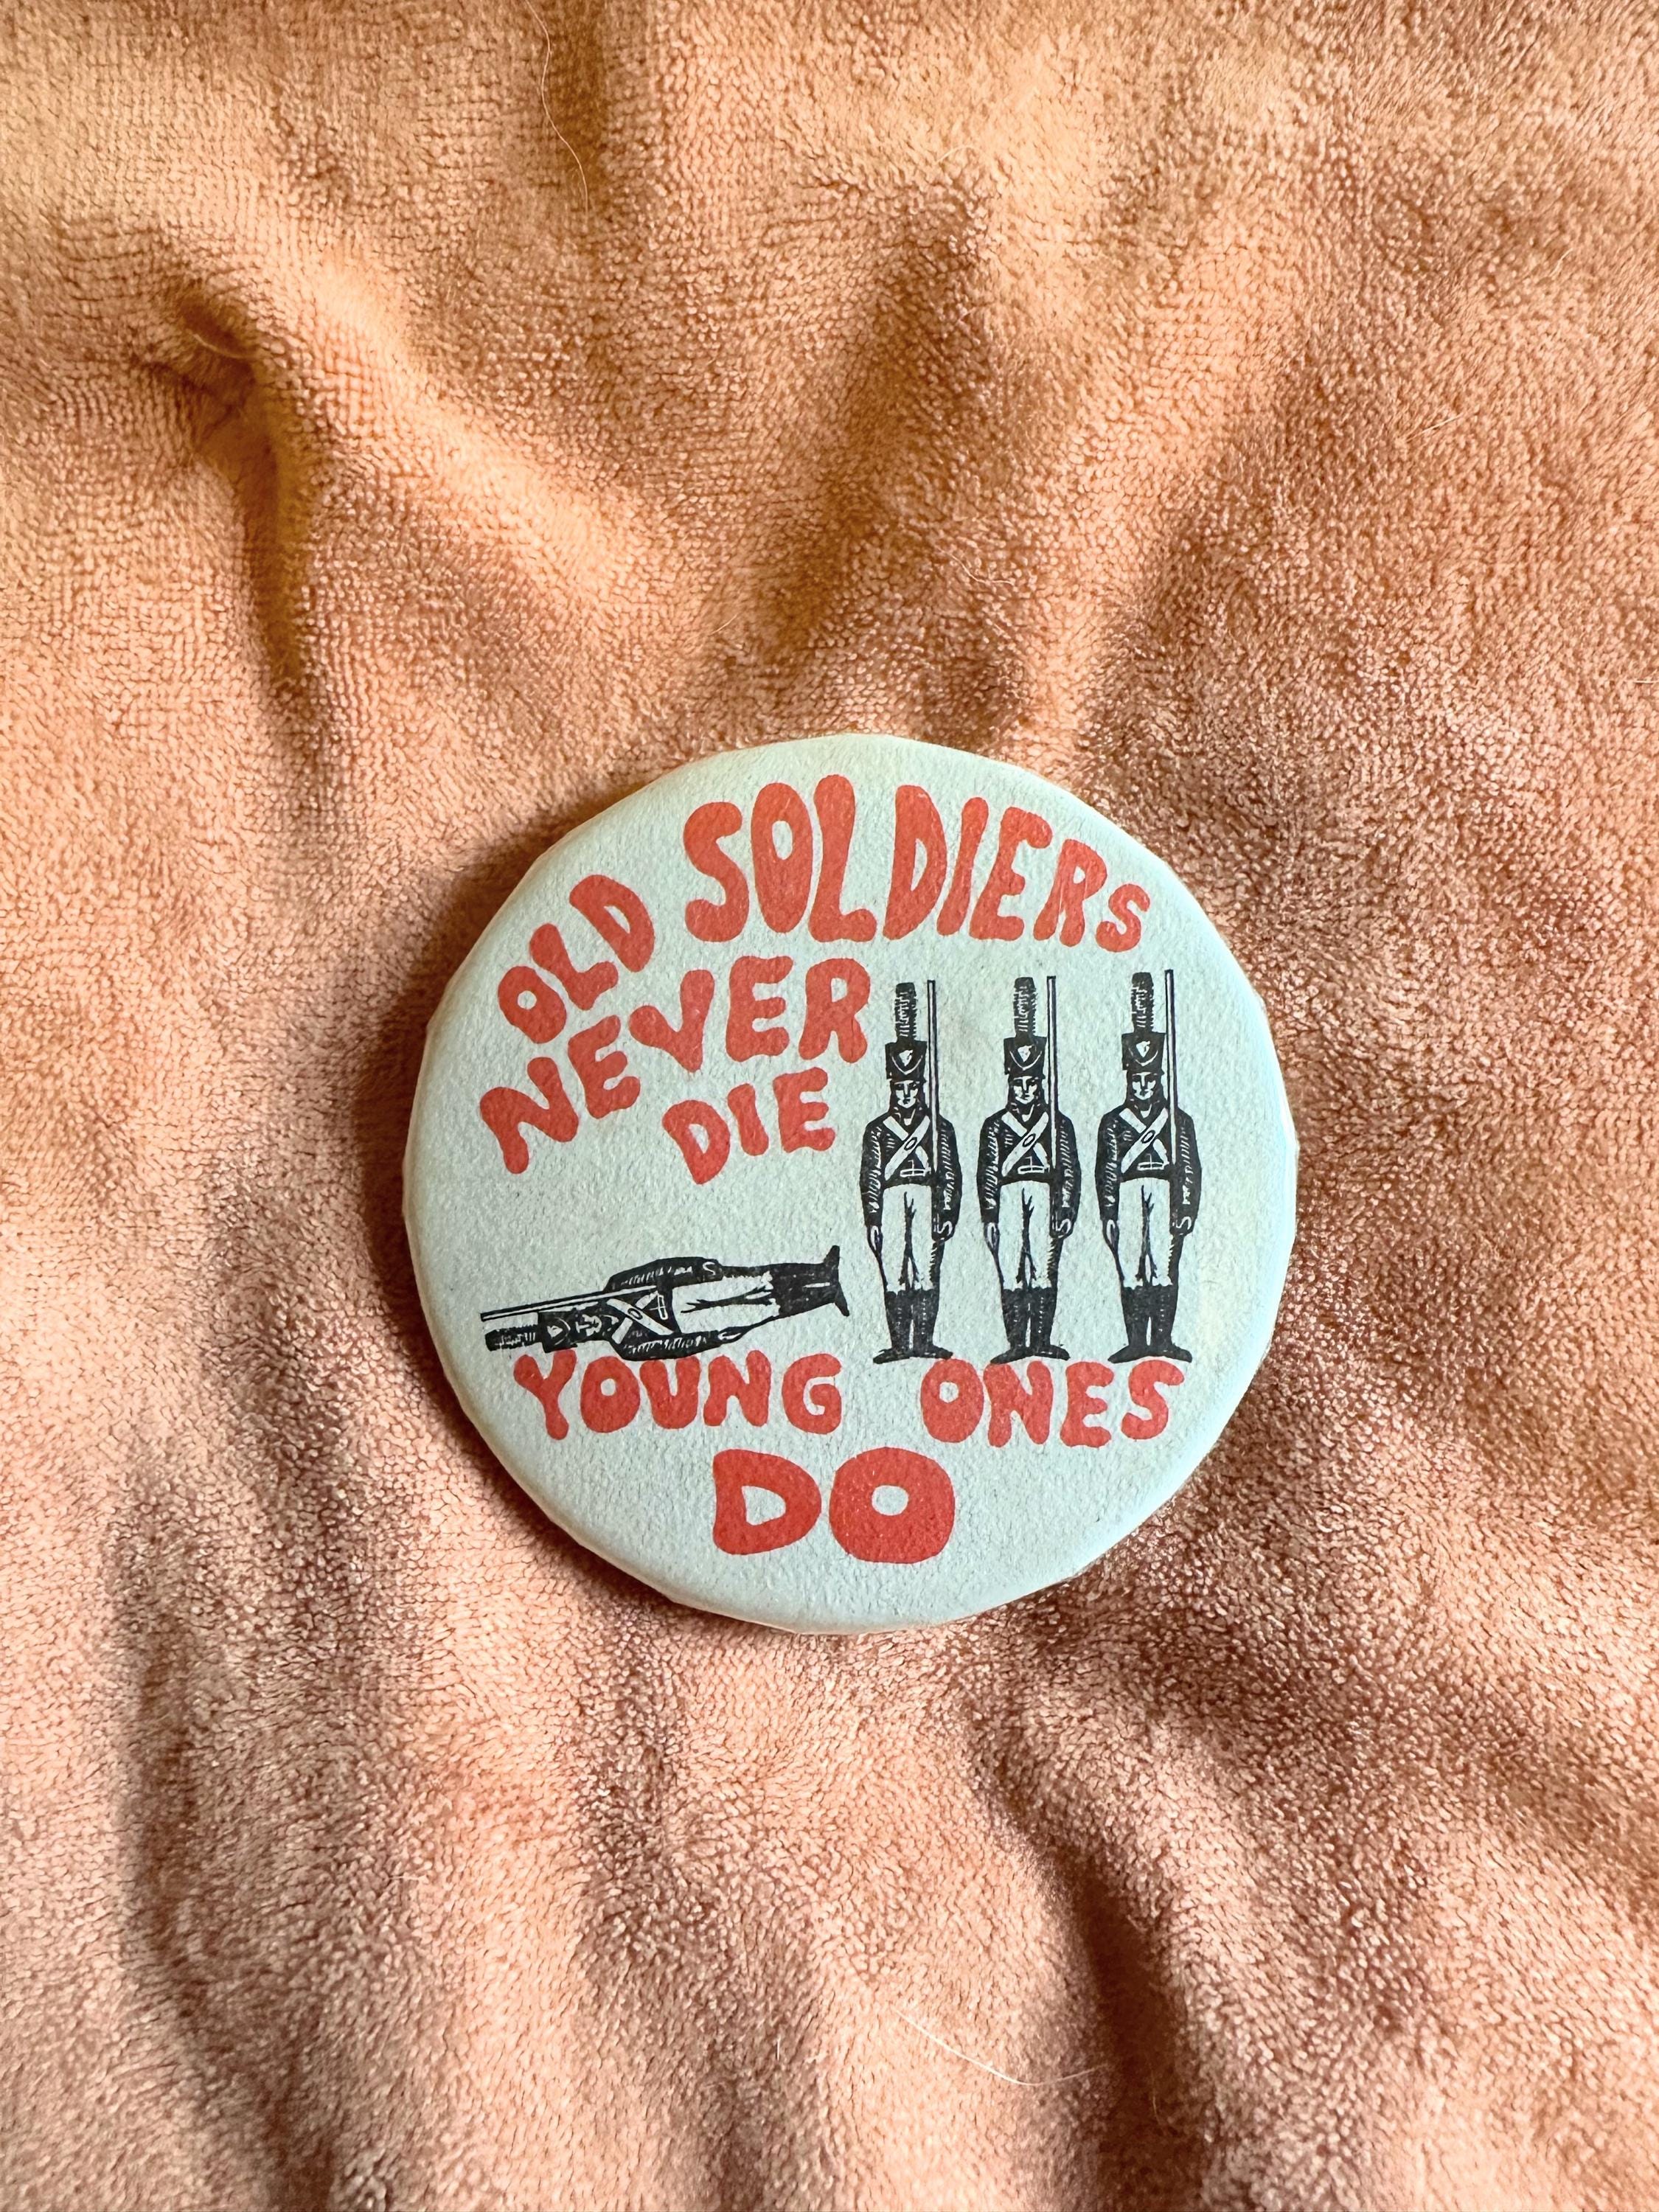 OLD SOLDIERS
NEVER
DIE
YOUNG ONES
DO